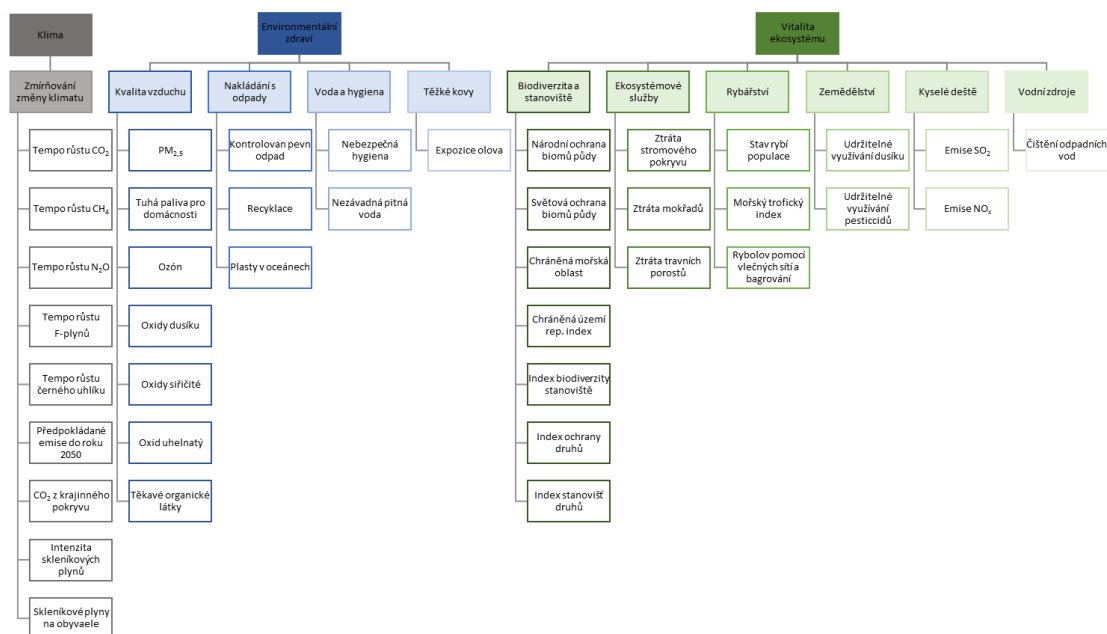 Klima
Environmentální
zdraví
Vitalita
ekosystému
Zmírňování
změny klimatu
Kvalita vzduchu
Nakládání s
odpady
Voda a hygiena
Těžké kovy
Biodiverzita a
stanoviště
Ekosystémové
služby
Rybářství
Zemědělství
Kyselé deště
Vodní zdroje
Tempo růstu CO₂
PM₂,₅
Kontrolovan pevn
odpad
Nebezpečná
hygiena
Expozice olova
Národní ochrana
biomů půdy
Ztráta
stromového
pokryvu
Stav rybí
populace
Udržitelné
využívání dusíku
Emise SO₂
Čištění odpadních
vod
Tempo růstu CH₄
Tuhá paliva pro
domácnosti
Recyklace
Nezávadná pitná
voda
Světová ochrana
biomů půdy
Ztráta mokřadů
Mořský trofický
index
Udržitelné
využívání
pesticcidů
Emise NOₓ
Tempo růstu N₂O
Ozón
Plasty v oceánech
Chráněná mořská
oblast
Ztráta travních
porostů
Rybolov pomocí
vlečných sítí a
bagrování
Tempo růstu
F-plynů
Oxidy dusíku
Chráněná území
rep. index
Tempo růstu
černého uhlíku
Oxidy siřičité
Index biodiverzity
stanoviště
Předpokládané
emise do roku
2050
Oxid uhelnatý
Index ochrany
druhů
CO₂ z krajinného
pokryvu
Těkavé organické
látky
Index stanovišť
druhů
Intenzita
skleníkových
plynů
Skleníkové plyny
na obyvaele